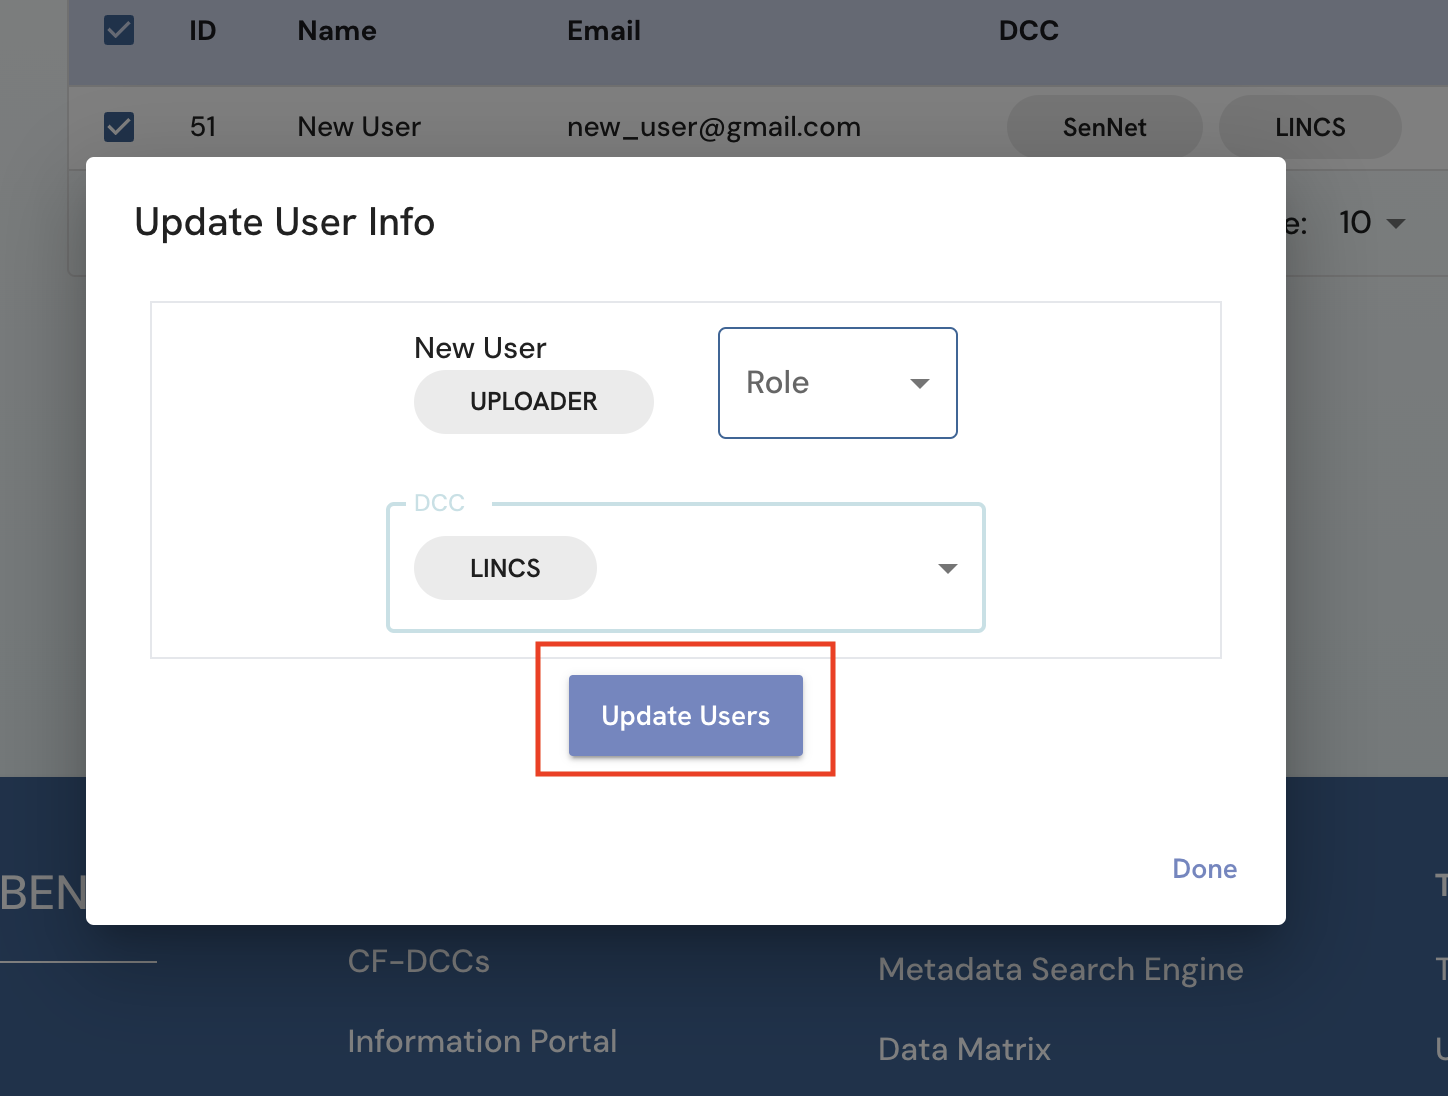 ID Name Email DCC
51 New User new_user@gmail.com SenNet LINCS
e: 10
Update User Info
New User
UPLOADER
Role
DCC
LINCS
Update Users
Done
BEN
CF-DCCs
Metadata Search Engine
Information Portal
Data Matrix